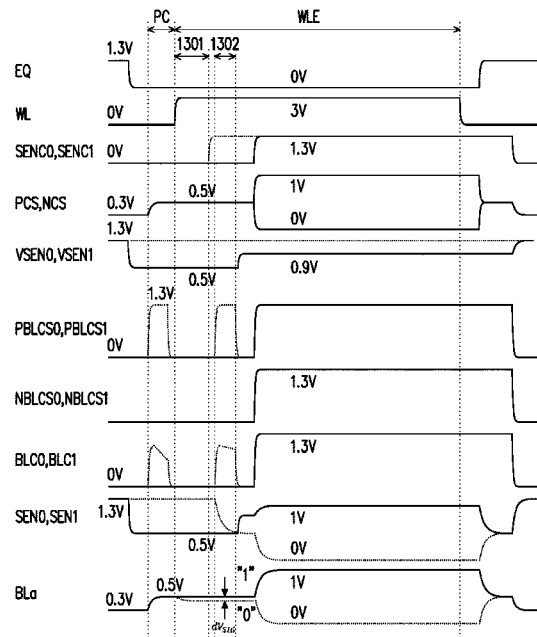 PC WLE
1301 1302
1.3V
EQ 0V
WL 0V 3V
SENC0,SENC1 0V 1.3V
0.5V 1V
PCS,NCS 0.3V
0V
1.3V
VSEN0,VSEN1
0.5V 0.9V
1.3V
PBLCS0,PBLCS1
0V
NBLCS0,NBLCS1 1.3V
0V
BLC0,BLC1 1.3V
0V
SEN0,SEN1 1.3V 1V
0.5V 0V
0.5V "1"
BLa 1V
0.3V "0" 0V
dVSIG